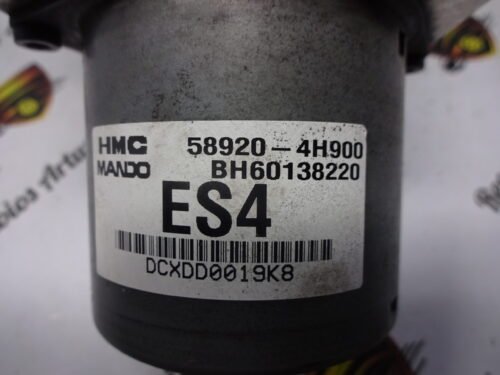 HMC 58920-4H900
MANDO BH60138220
ES4
DCXDD0019K8